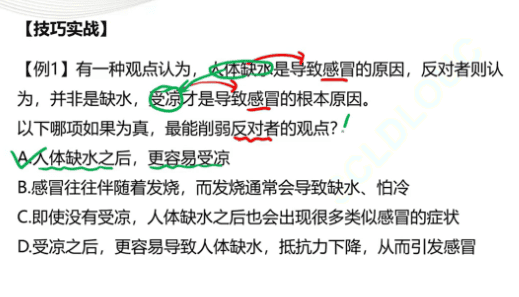 【技巧实战】
【例1】有一种观点认为，人体缺水是导致感冒的原因，反对者则认
为，并非是缺水，受凉才是导致感冒的根本原因。
以下哪项如果为真，最能削弱反对者的观点？
A.人体缺水之后，更容易受凉
B.感冒往往伴随着发烧，而发烧通常会导致缺水、怕冷
C.即使没有受凉，人体缺水之后也会出现很多类似感冒的症状
D.受凉之后，更容易导致人体缺水，抵抗力下降，从而引发感冒